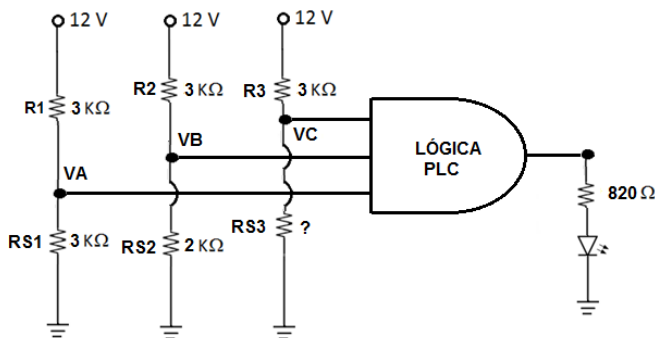 12 V 12 V 12 V
R1 3 KΩ
R2 3 KΩ
R3 3 KΩ
VA
VB
VC
LÓGICA
PLC
RS1 3 KΩ
RS2 2 KΩ
RS3 ?
820 Ω